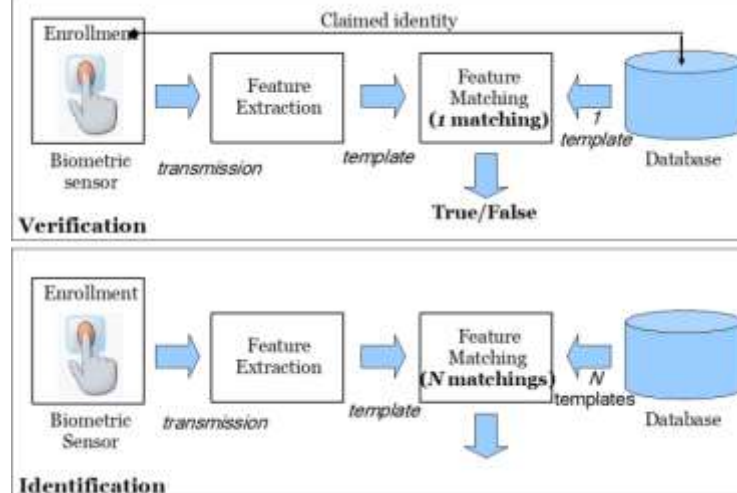 Claimed identity
Enrollment
Feature
Extraction
Feature
Matching
(1 matching)
1
template
Database
Biometric
sensor
transmission
template
True/False
Verification
Enrollment
Feature
Extraction
Feature
Matching
(N matchings)
N
templates
Database
Biometric
Sensor
transmission
template
Identification